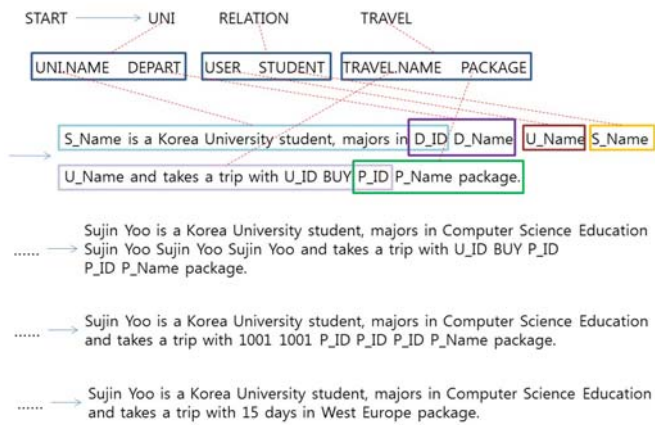 START UNI RELATION TRAVEL
UNI.NAME DEPART USER STUDENT TRAVEL.NAME PACKAGE
S_Name is a Korea University student, majors in D_ID D_Name U_Name S_Name
U_Name and takes a trip with U_ID BUY P_ID P_Name package.
...... Sujin Yoo is a Korea University student, majors in Computer Science Education
Sujin Yoo Sujin Yoo Sujin Yoo and takes a trip with U_ID BUY P_ID
P_ID P_Name package.
...... Sujin Yoo is a Korea University student, majors in Computer Science Education
and takes a trip with 1001 1001 P_ID P_ID P_ID P_Name package.
...... Sujin Yoo is a Korea University student, majors in Computer Science Education
and takes a trip with 15 days in West Europe package.